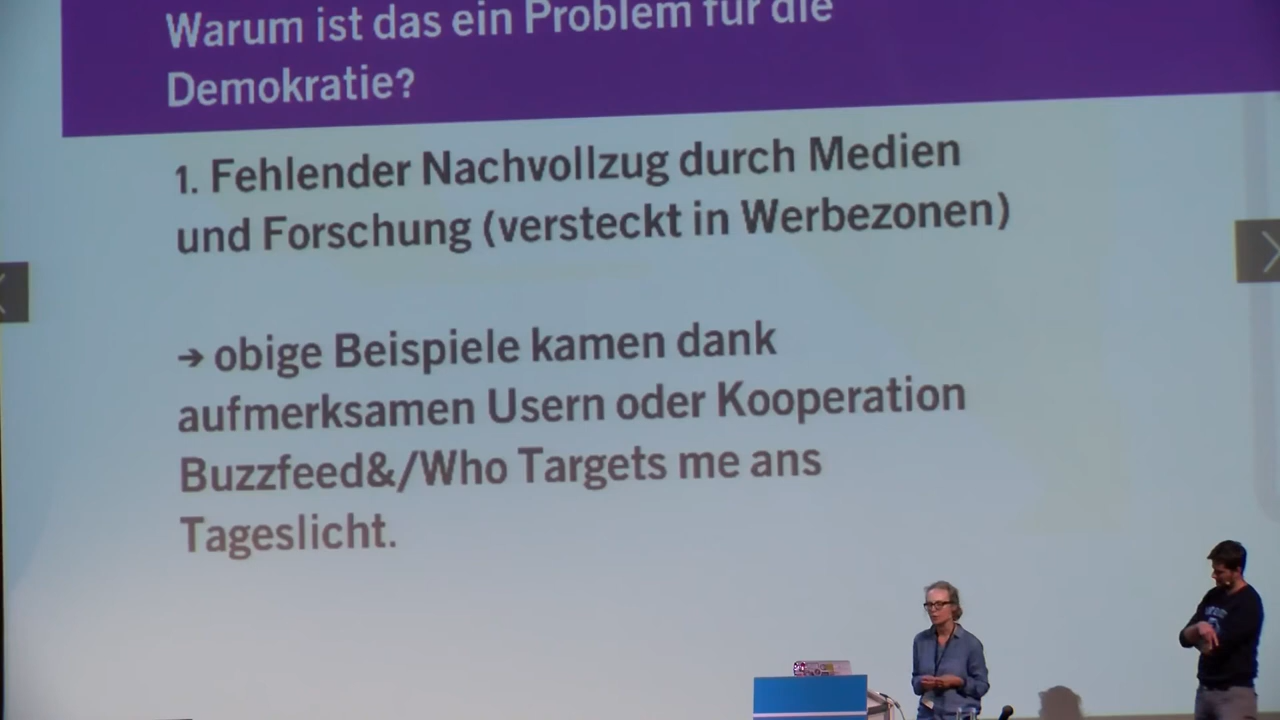 Warum ist das ein Problem für die
Demokratie?
1. Fehlender Nachvollzug durch Medien
und Forschung (versteckt in Werbezonen)
➔ obige Beispiele kamen dank
aufmerksamen Usern oder Kooperation
Buzzfeed&/Who Targets me ans
Tageslicht.